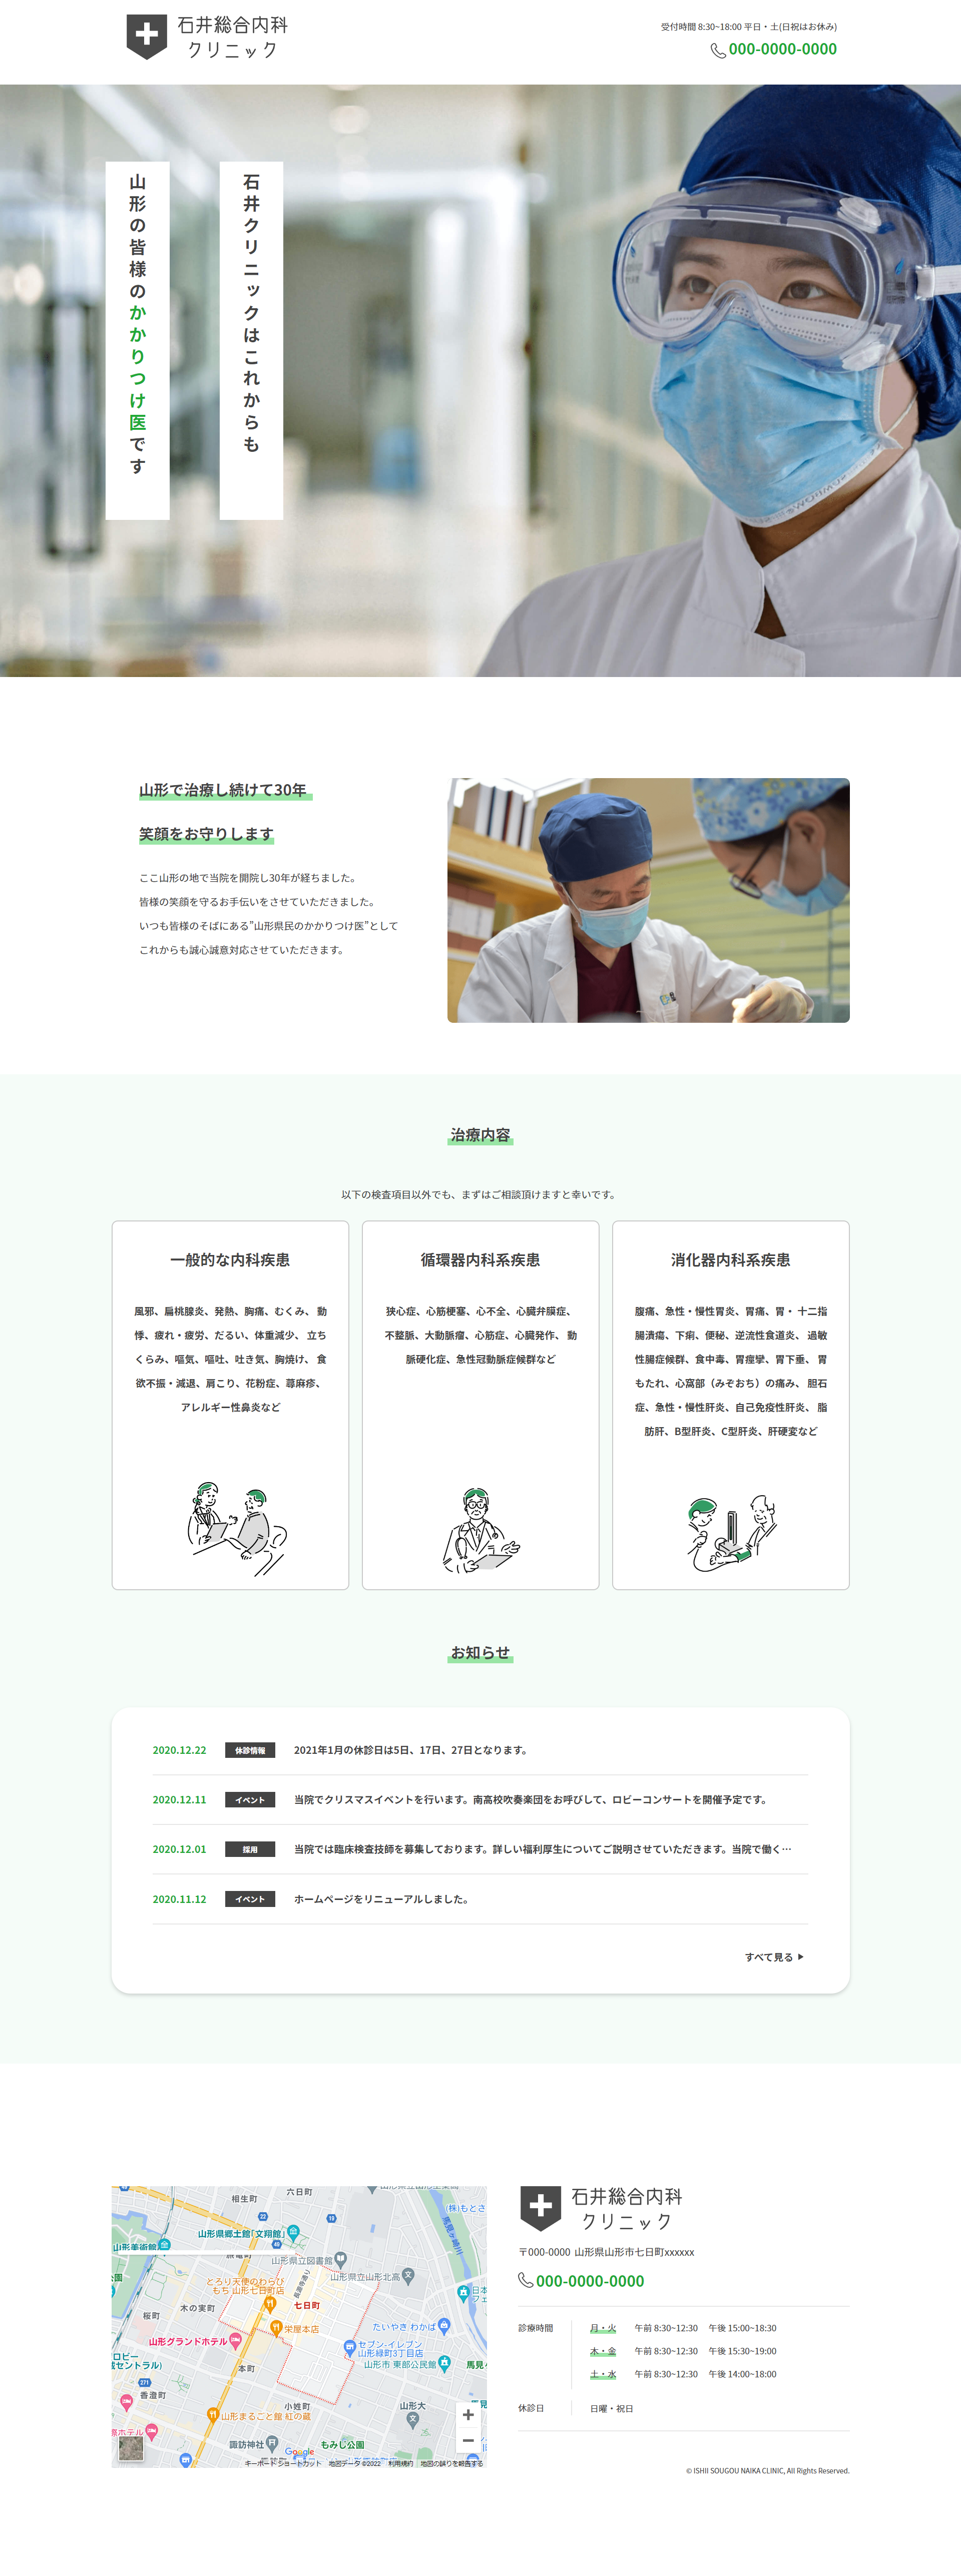 石井総合内科
クリニック
受付時間 8:30~18:00 平日・土(日祝はお休み)
000-0000-0000
石井クリニックはこれからも
山形の皆様のかかりつけ医です
山形で治療し続けて30年
笑顔をお守りします
ここ山形の地で当院を開院し30年が経ちました。
皆様の笑顔を守るお手伝いをさせていただきました。
いつも皆様のそばにある”山形県民のかかりつけ医”として
これからも誠心誠意対応させていただきます。
治療内容
以下の検査項目以外でも、まずはご相談頂けますと幸いです。
一般的な内科疾患
風邪、扁桃腺炎、発熱、胸痛、むくみ、 動
悸、疲れ・疲労、だるい、体重減少、 立ち
くらみ、嘔気、嘔吐、吐き気、胸焼け、 食
欲不振・減退、肩こり、花粉症、蕁麻疹、
アレルギー性鼻炎など
循環器内科系疾患
狭心症、心筋梗塞、心不全、心臓弁膜症、
不整脈、大動脈瘤、心筋症、心臓発作、 動
脈硬化症、急性冠動脈症候群など
消化器内科系疾患
腹痛、急性・慢性胃炎、胃痛、胃・ 十二指
腸潰瘍、下痢、便秘、逆流性食道炎、 過敏
性腸症候群、食中毒、胃痙攣、胃下垂、 胃
もたれ、心窩部（みぞおち）の痛み、 胆石
症、急性・慢性肝炎、自己免疫性肝炎、 脂
肪肝、B型肝炎、C型肝炎、肝硬変など
お知らせ
2020.12.22 休診情報 2021年1月の休診日は5日、17日、27日となります。
2020.12.11 イベント 当院でクリスマスイベントを行います。南高校吹奏楽団をお呼びして、ロビーコンサートを開催予定です。
2020.12.01 採用 当院では臨床検査技師を募集しております。詳しい福利厚生についてご説明させていただきます。当院で働く…
2020.11.12 イベント ホームページをリニューアルしました。
すべて見る
六日町
相生町
(株)もとさ
22
19
山形県郷土館「文翔館」
馬見ヶ崎川
49
山形美術館
旅篭町
山形県立図書館
山形県立山形北高
とろり天使のわらび
もち 山形七日町店
長源寺通り
七日町
木の実町
桜町
栄屋本店
たいやき わかば
山形グランドホテル
セブン-イレブン
山形緑町3丁目店
本町
山形市 東部公民館
271
香澄町
小姓町
山形大
山形まるごと館 紅の蔵
諏訪神社
もみじ公園
Google
キーボード ショートカット 地図データ ©2022 利用規約 地図の誤りを報告する
石井総合内科
クリニック
〒000-0000 山形県山形市七日町xxxxxx
000-0000-0000
診療時間 月・火 午前 8:30~12:30 午後 15:00~18:30
木・金 午前 8:30~12:30 午後 15:30~19:00
土・水 午前 8:30~12:30 午後 14:00~18:00
休診日 日曜・祝日
© ISHII SOUGOU NAIKA CLINIC, All Rights Reserved.